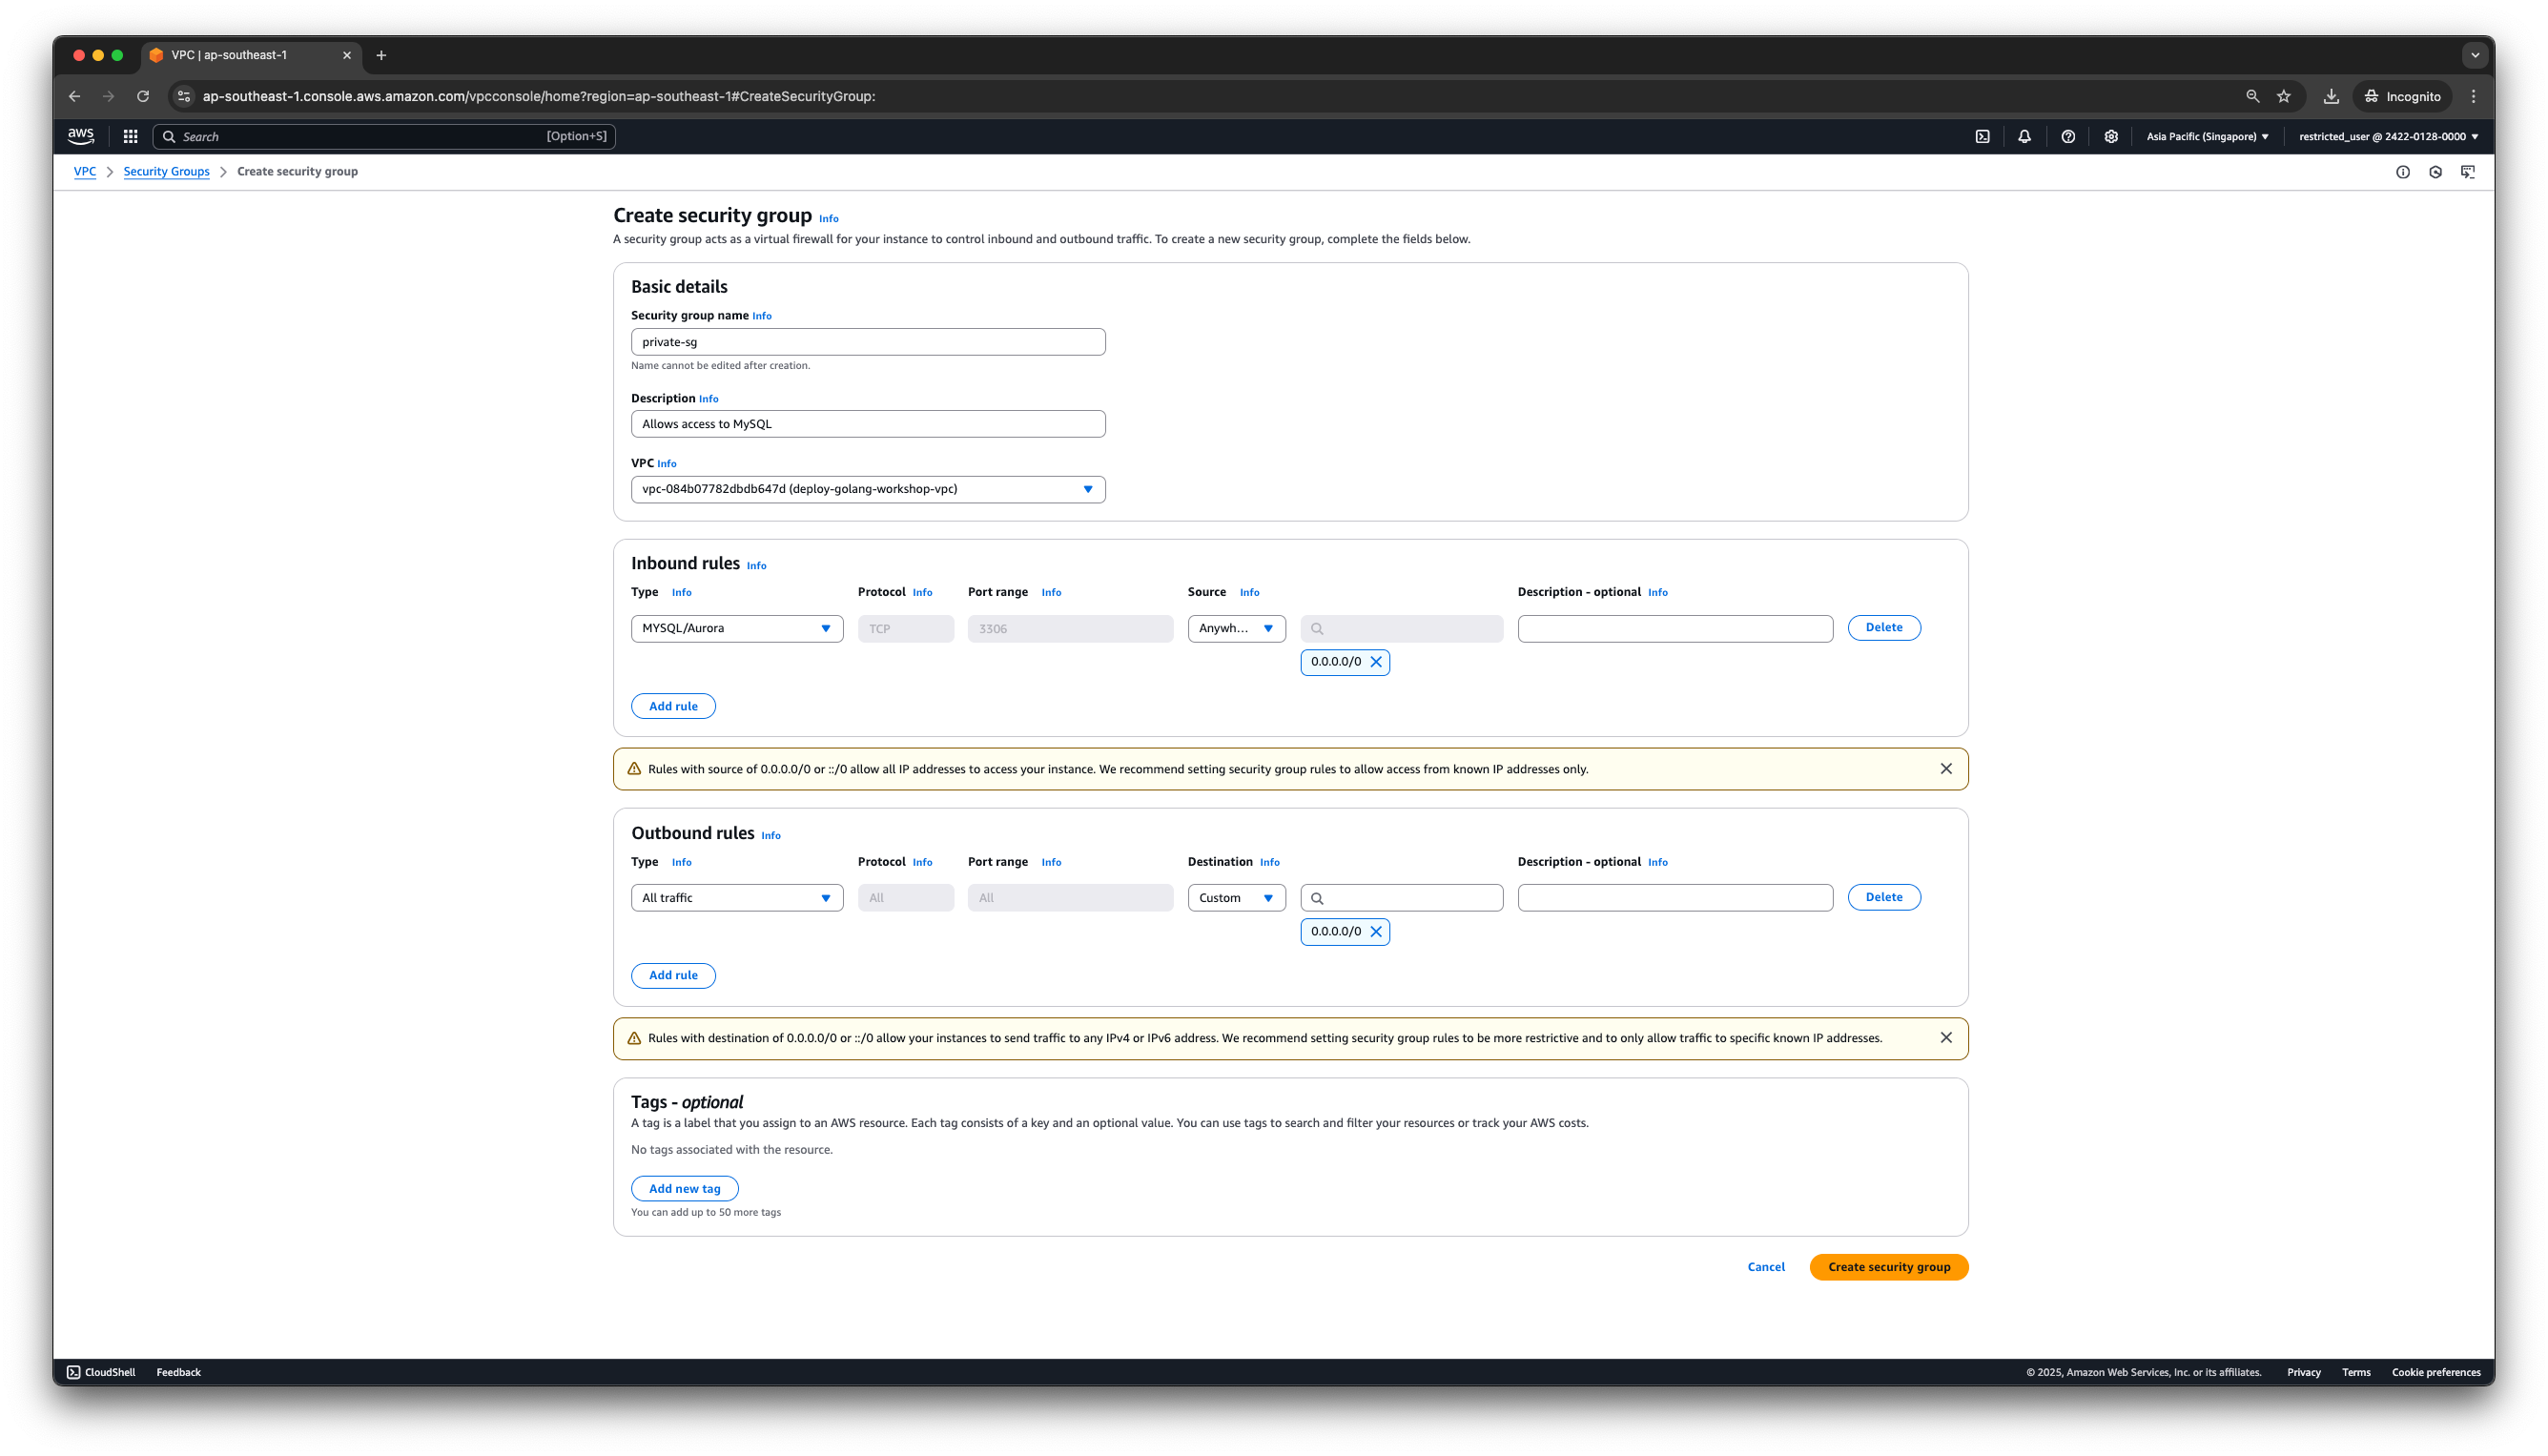 VPC | ap-southeast-1
ap-southeast-1.console.aws.amazon.com/vpcconsole/home?region=ap-southeast-1#CreateSecurityGroup:
Incognito
aws
Search
[Option+S]
Asia Pacific (Singapore)
restricted_user @ 2422-0128-0000
VPC
Security Groups
Create security group
Create security group Info
A security group acts as a virtual firewall for your instance to control inbound and outbound traffic. To create a new security group, complete the fields below.
Basic details
Security group name Info
private-sg
Name cannot be edited after creation.
Description Info
Allows access to MySQL
VPC Info
vpc-084b07782dbdb647d (deploy-golang-workshop-vpc)
Inbound rules Info
Type Info Protocol Info Port range Info Source Info Description - optional Info
MYSQL/Aurora TCP 3306 Anywh... Delete
0.0.0.0/0
Add rule
Rules with source of 0.0.0.0/0 or ::/0 allow all IP addresses to access your instance. We recommend setting security group rules to allow access from known IP addresses only.
Outbound rules Info
Type Info Protocol Info Port range Info Destination Info Description - optional Info
All traffic All All Custom Delete
0.0.0.0/0
Add rule
Rules with destination of 0.0.0.0/0 or ::/0 allow your instances to send traffic to any IPv4 or IPv6 address. We recommend setting security group rules to be more restrictive and to only allow traffic to specific known IP addresses.
Tags - optional
A tag is a label that you assign to an AWS resource. Each tag consists of a key and an optional value. You can use tags to search and filter your resources or track your AWS costs.
No tags associated with the resource.
Add new tag
You can add up to 50 more tags
Cancel Create security group
CloudShell Feedback © 2025, Amazon Web Services, Inc. or its affiliates. Privacy Terms Cookie preferences